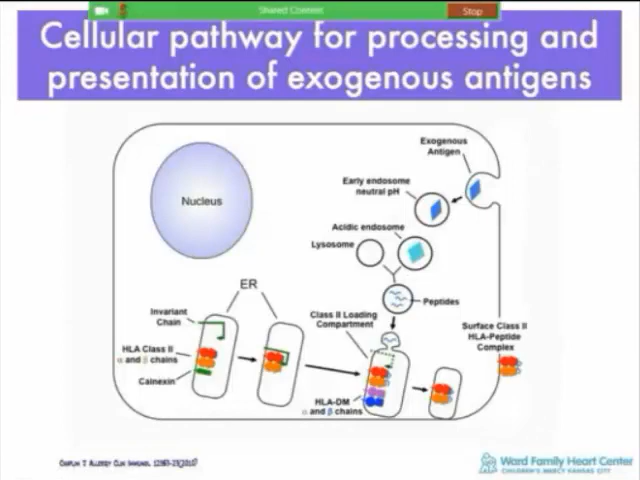 Shared Content
Stop
Cellular pathway for processing and
presentation of exogenous antigens
Exogenous
Antigen
Early endosome
neutral pH
Acidic endosome
Lysosome
Nucleus
Peptides
ER
Invariant
Chain
Class II Loading
Compartment
Surface Class II
HLA-Peptide
Complex
HLA Class II
α and β chains
Calnexin
HLA-DM
α and β chains
Ward Family Heart Center
CHILDREN'S MERCY KANSAS CITY